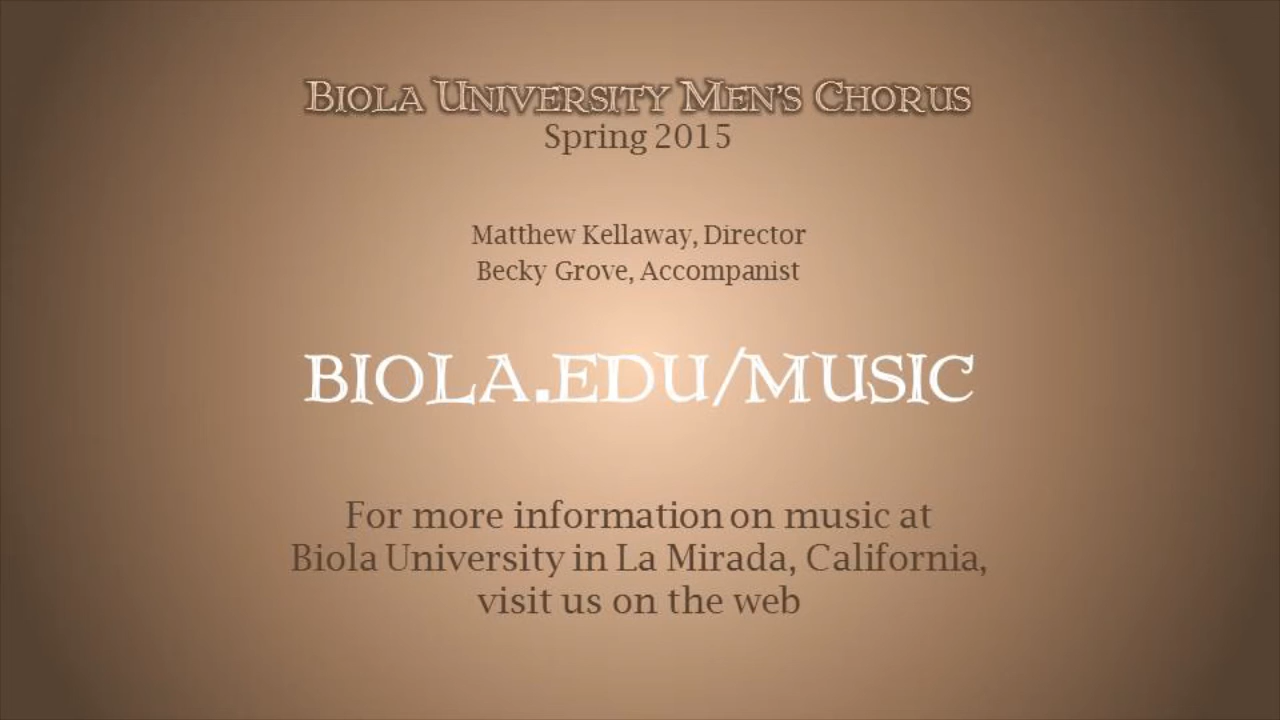 Biola University Men's Chorus
Spring 2015
Matthew Kellaway, Director
Becky Grove, Accompanist
BIOLA.EDU/MUSIC
For more information on music at
Biola University in La Mirada, California,
visit us on the web